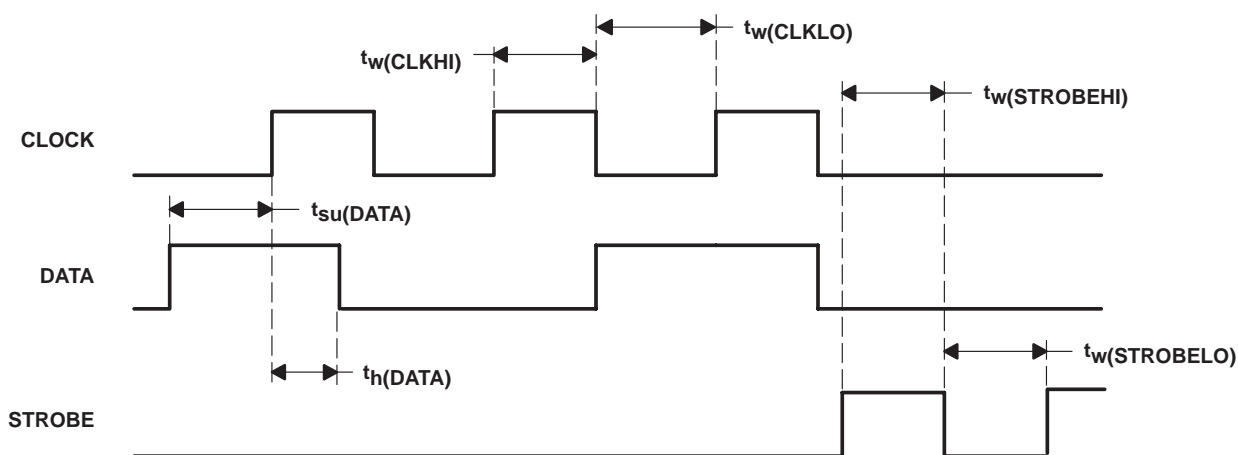 tw(CLKLO)
tw(CLKHI)
tw(STROBEHI)
CLOCK
tsu(DATA)
DATA
tw(STROBELO)
th(DATA)
STROBE